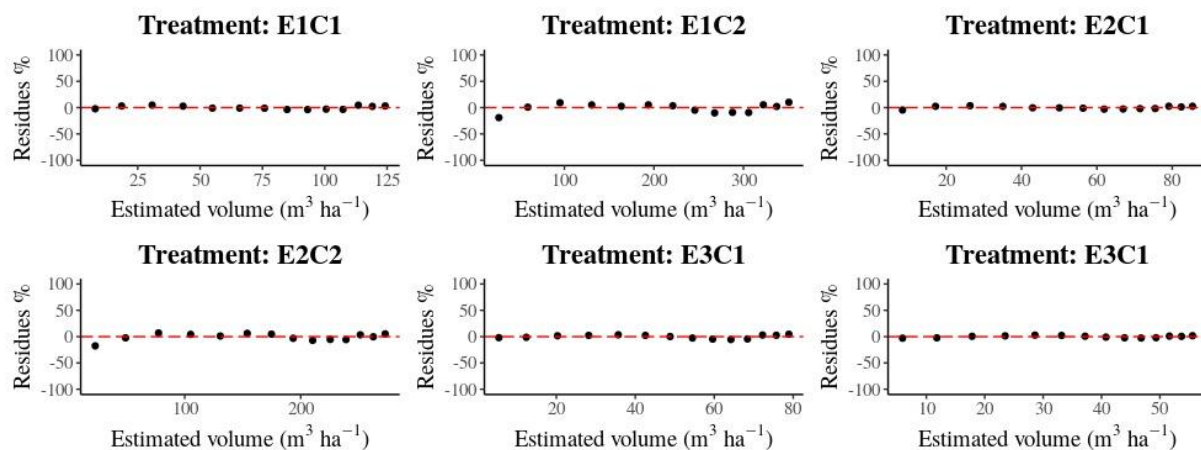 Treatment: E1C1
Residues %
100
50
0
-50
-100
25 50 75 100 125
Estimated volume (m³ ha⁻¹)
Treatment: E1C2
Residues %
100
50
0
-50
-100
100 200 300
Estimated volume (m³ ha⁻¹)
Treatment: E2C1
Residues %
100
50
0
-50
-100
20 40 60 80
Estimated volume (m³ ha⁻¹)
Treatment: E2C2
Residues %
100
50
0
-50
-100
100 200
Estimated volume (m³ ha⁻¹)
Treatment: E3C1
Residues %
100
50
0
-50
-100
20 40 60 80
Estimated volume (m³ ha⁻¹)
Treatment: E3C1
Residues %
100
50
0
-50
-100
10 20 30 40 50
Estimated volume (m³ ha⁻¹)